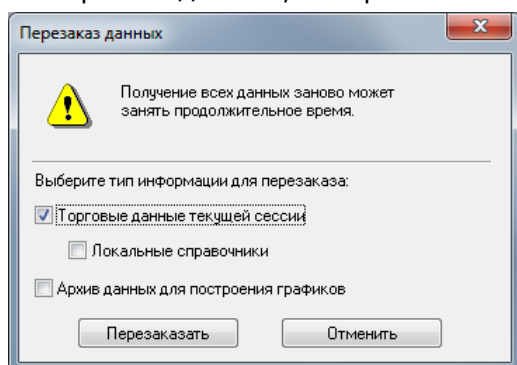 Перезаказ данных
Получение всех данных заново может
занять продолжительное время.
Выберите тип информации для перезаказа:
Торговые данные текущей сессии
Локальные справочники
Архив данных для построения графиков
Перезаказать
Отменить